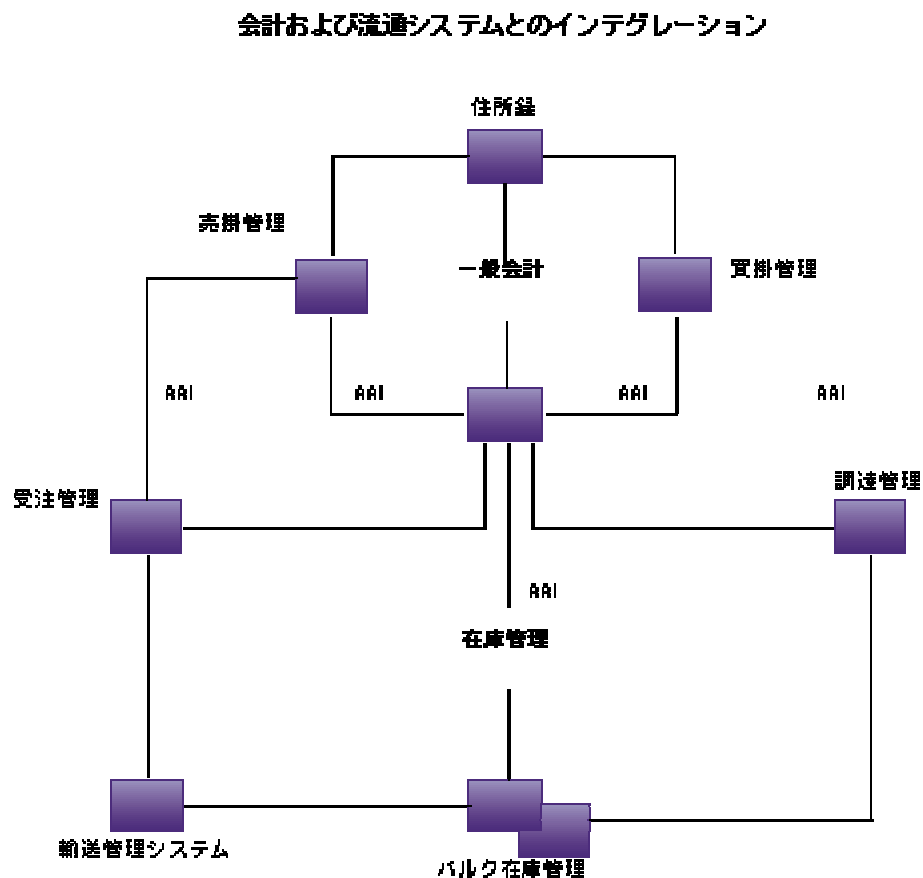 会計および流通システムとのインテグレーション
住所録
売掛管理
一般会計
買掛管理
AAI
AAI
AAI
AAI
受注管理
調達管理
AAI
在庫管理
輸送管理システム
バルク在庫管理